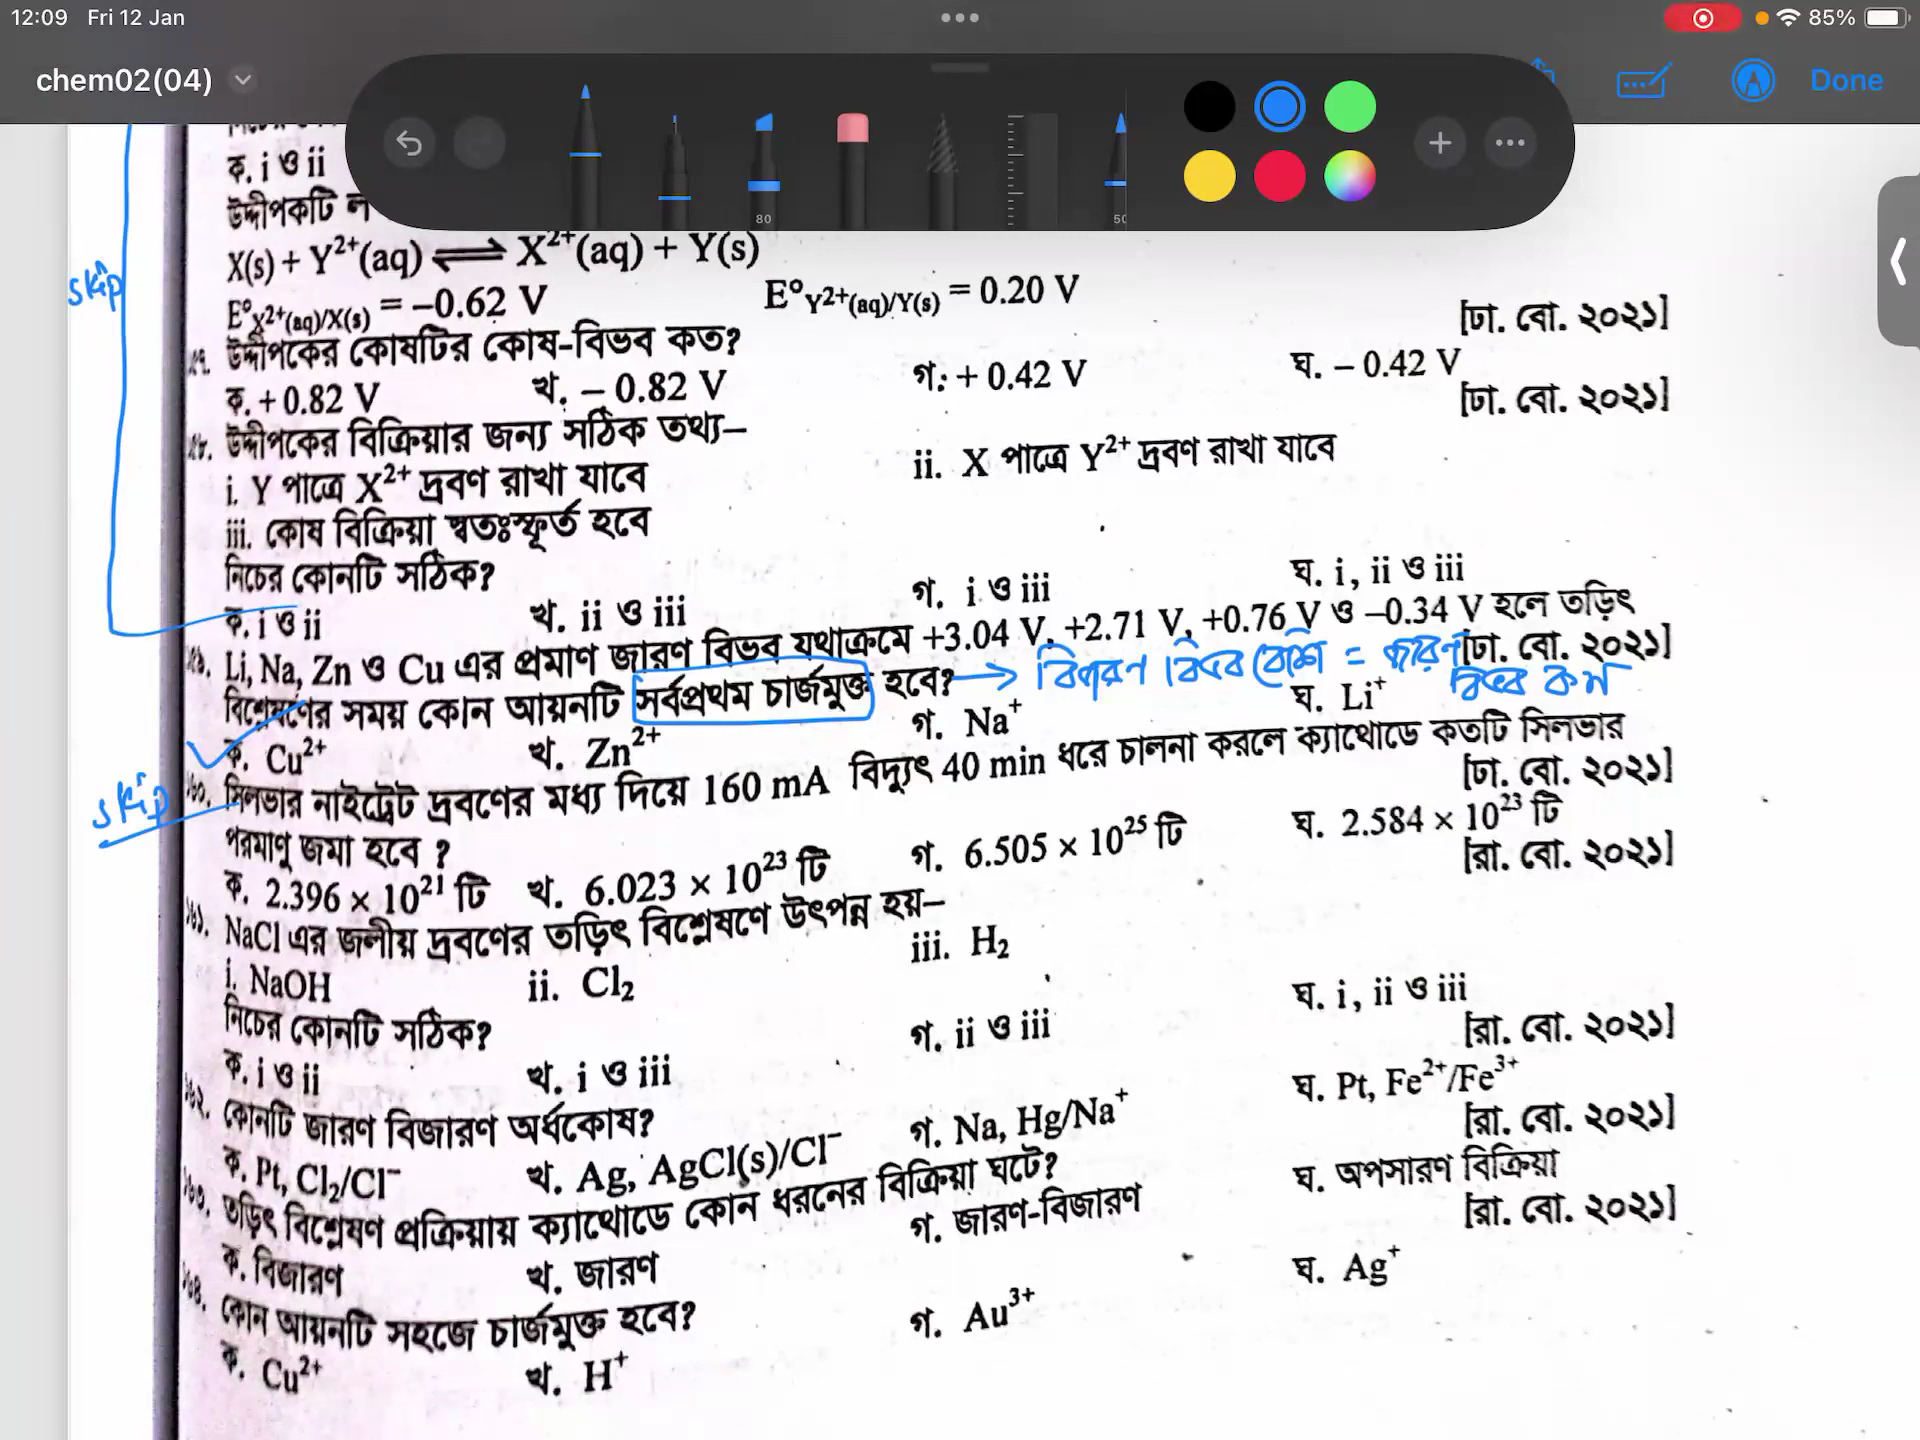 12:09 Fri 12 Jan
85%
chem02(04)
Done
80
50
ক. i ও ii
উদ্দীপকটি ল
X(s) + Y²⁺(aq) ⇌ X²⁺(aq) + Y(s)
skip
E°X²⁺(aq)/X(s) = –0.62 V E°Y²⁺(aq)/Y(s) = 0.20 V
উদ্দীপকের কোষটির কোষ-বিভব কত? [ঢা. বো. ২০২১]
ক. + 0.82 V খ. – 0.82 V গ. + 0.42 V ঘ. – 0.42 V
উদ্দীপকের বিক্রিয়ার জন্য সঠিক তথ্য– [ঢা. বো. ২০২১]
i. Y পাত্রে X²⁺ দ্রবণ রাখা যাবে ii. X পাত্রে Y²⁺ দ্রবণ রাখা যাবে
iii. কোষ বিক্রিয়া স্বতঃস্ফূর্ত হবে
নিচের কোনটি সঠিক?
ক. i ও ii খ. ii ও iii গ. i ও iii ঘ. i, ii ও iii
Li, Na, Zn ও Cu এর প্রমাণ জারণ বিভব যথাক্রমে +3.04 V, +2.71 V, +0.76 V ও –0.34 V হলে তড়িৎ
বিশ্লেষণের সময় কোন আয়নটি সর্বপ্রথম চার্জমুক্ত হবে? [ঢা. বো. ২০২১]
→ বিজারণ বিভব বেশি = জারণ বিভব কম
ক. Cu²⁺ খ. Zn²⁺ গ. Na⁺ ঘ. Li⁺
skip
সিলভার নাইট্রেট দ্রবণের মধ্য দিয়ে 160 mA বিদ্যুৎ 40 min ধরে চালনা করলে ক্যাথোডে কতটি সিলভার
পরমাণু জমা হবে ? [ঢা. বো. ২০২১]
ক. 2.396 × 10²¹ টি খ. 6.023 × 10²³ টি গ. 6.505 × 10²⁵ টি ঘ. 2.584 × 10²³ টি
NaCl এর জলীয় দ্রবণের তড়িৎ বিশ্লেষণে উৎপন্ন হয়– [রা. বো. ২০২১]
i. NaOH ii. Cl₂ iii. H₂
নিচের কোনটি সঠিক?
ক. i ও ii খ. i ও iii গ. ii ও iii ঘ. i, ii ও iii
কোনটি জারণ বিজারণ অর্ধকোষ? [রা. বো. ২০২১]
ক. Pt, Cl₂/Cl⁻ খ. Ag, AgCl(s)/Cl⁻ গ. Na, Hg/Na⁺ ঘ. Pt, Fe²⁺/Fe³⁺
তড়িৎ বিশ্লেষণ প্রক্রিয়ায় ক্যাথোডে কোন ধরনের বিক্রিয়া ঘটে? [রা. বো. ২০২১]
ক. বিজারণ খ. জারণ গ. জারণ-বিজারণ ঘ. অপসারণ বিক্রিয়া
কোন আয়নটি সহজে চার্জমুক্ত হবে? [রা. বো. ২০২১]
ক. Cu²⁺ খ. H⁺ গ. Au³⁺ ঘ. Ag⁺